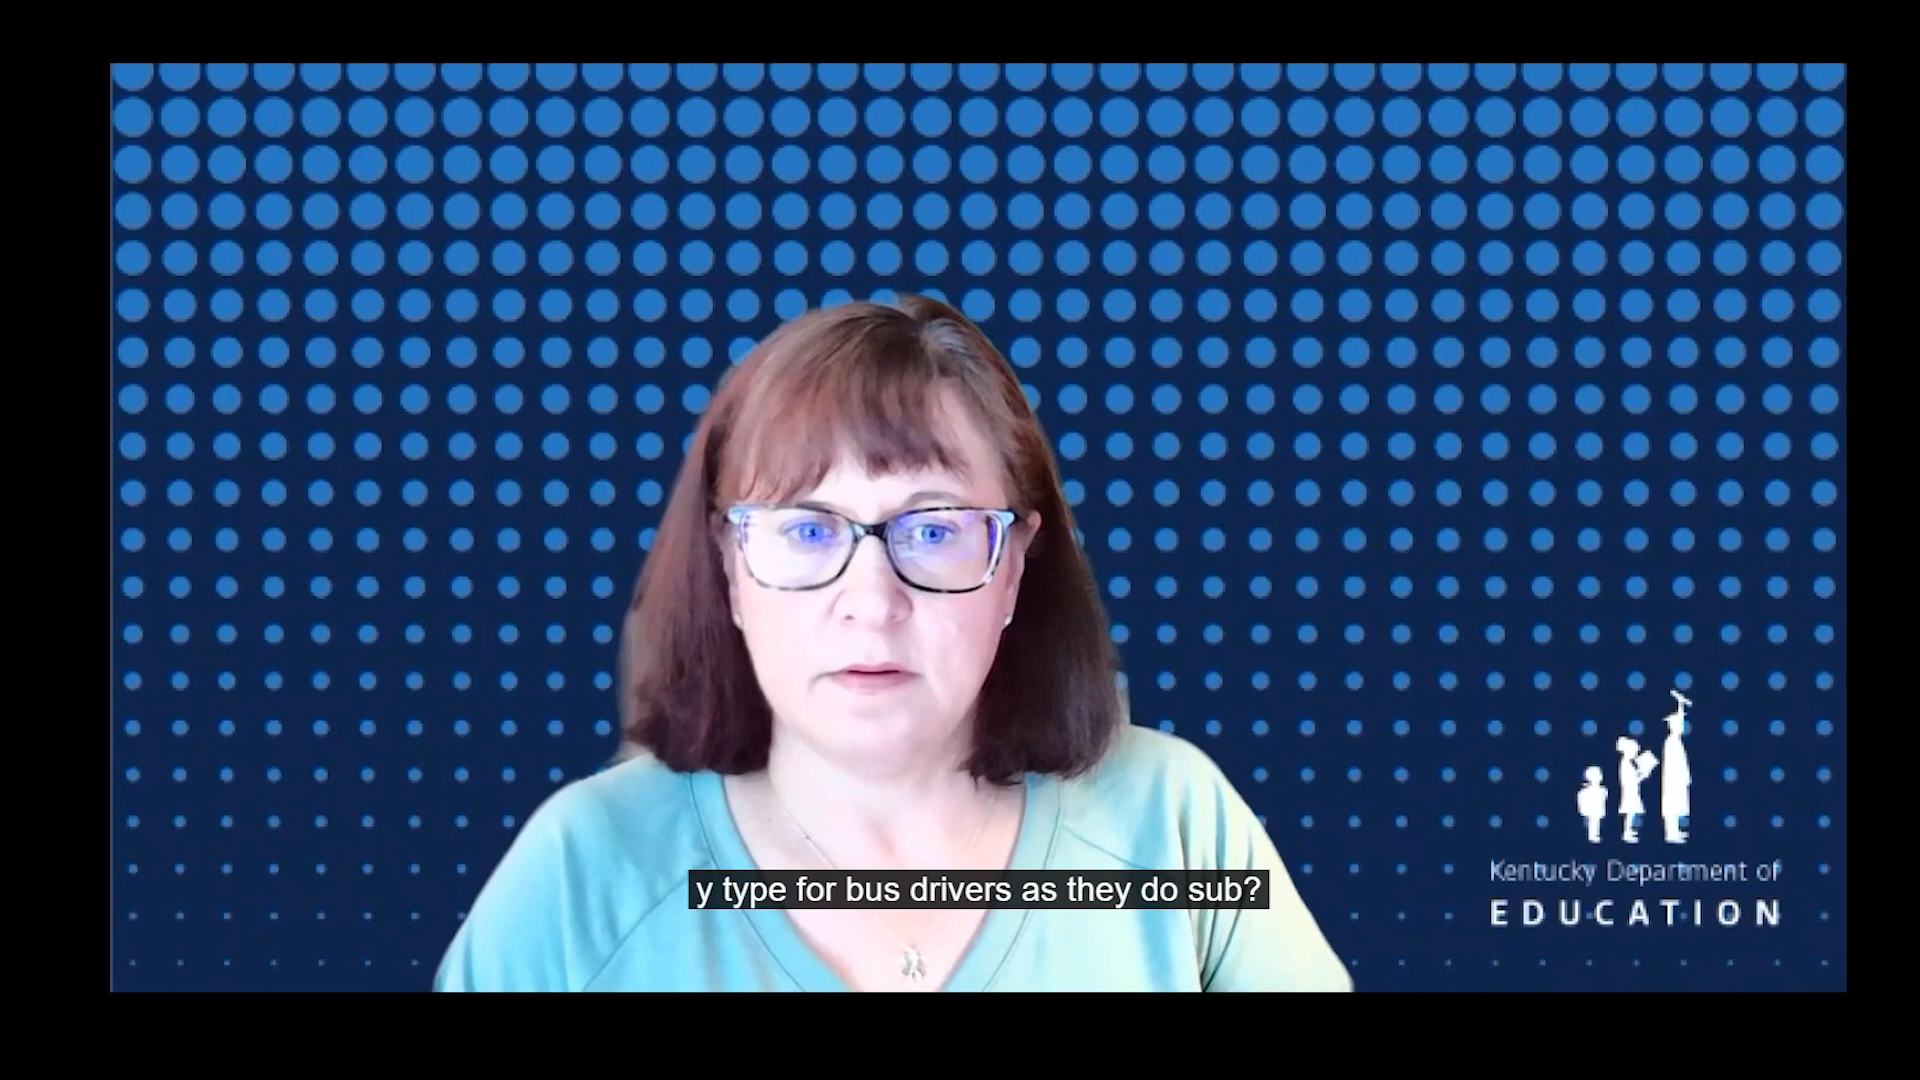 y type for bus drivers as they do sub?
Kentucky Department of
EDUCATION